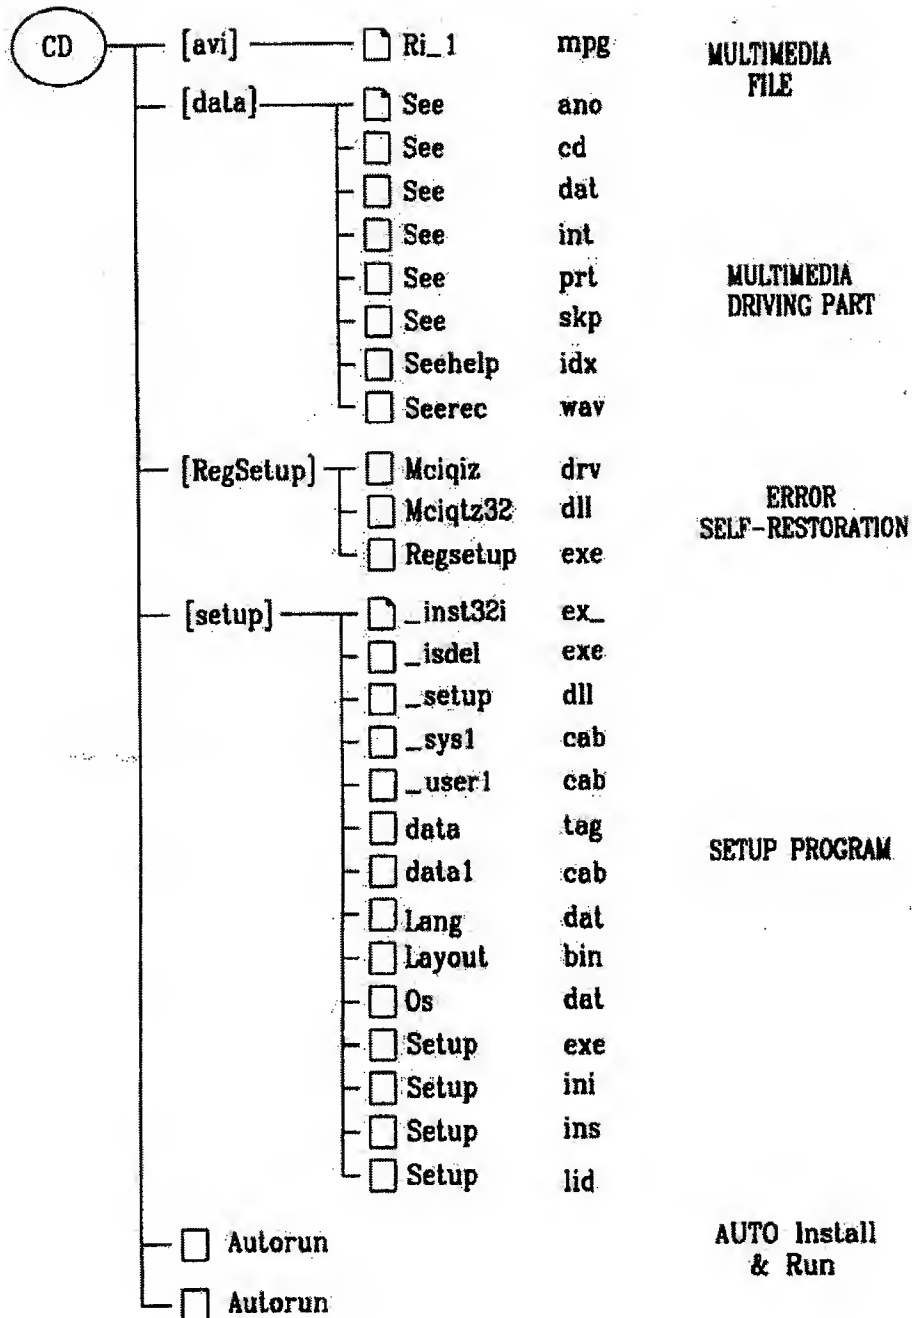 CD [avi] Ri_1 mpg MULTIMEDIA
FILE
[data] See ano
See cd
See dat
See int
See prt MULTIMEDIA
See skp DRIVING PART
Seehelp idx
Seerec wav
[RegSetup] Mciqiz drv ERROR
Mciqtz32 dll SELF-RESTORATION
Regsetup exe
[setup] _inst32i ex_
_isdel exe
_setup dll
_sys1 cab
_user1 cab
data tag
data1 cab SETUP PROGRAM
Lang dat
Layout bin
Os dat
Setup exe
Setup ini
Setup ins
Setup lid
Autorun AUTO Install
& Run
Autorun